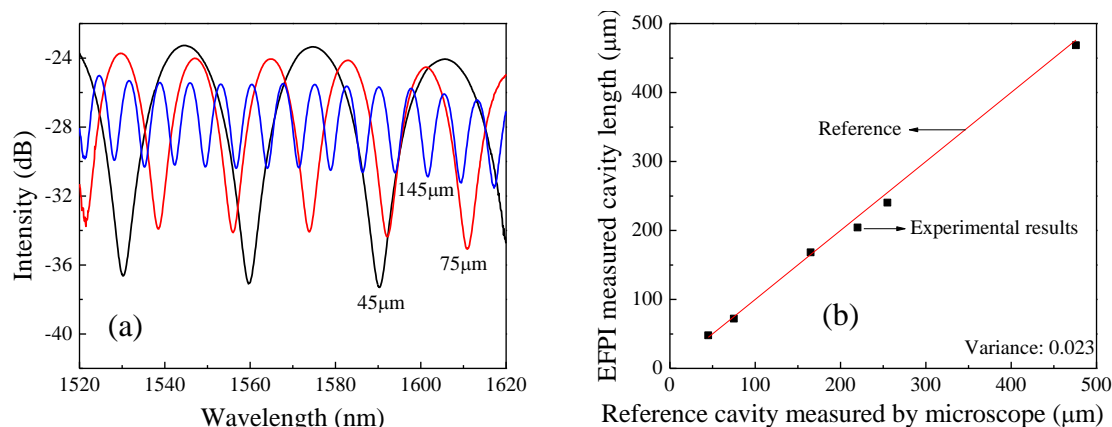 -24
-28
-32
-36
-40
Intensity (dB)
145μm
75μm
45μm
(a)
1520 1540 1560 1580 1600 1620
Wavelength (nm)
500
400
300
200
100
0
EFPI measured cavity length (μm)
Reference
Experimental results
(b)
Variance: 0.023
0 100 200 300 400 500
Reference cavity measured by microscope (μm)